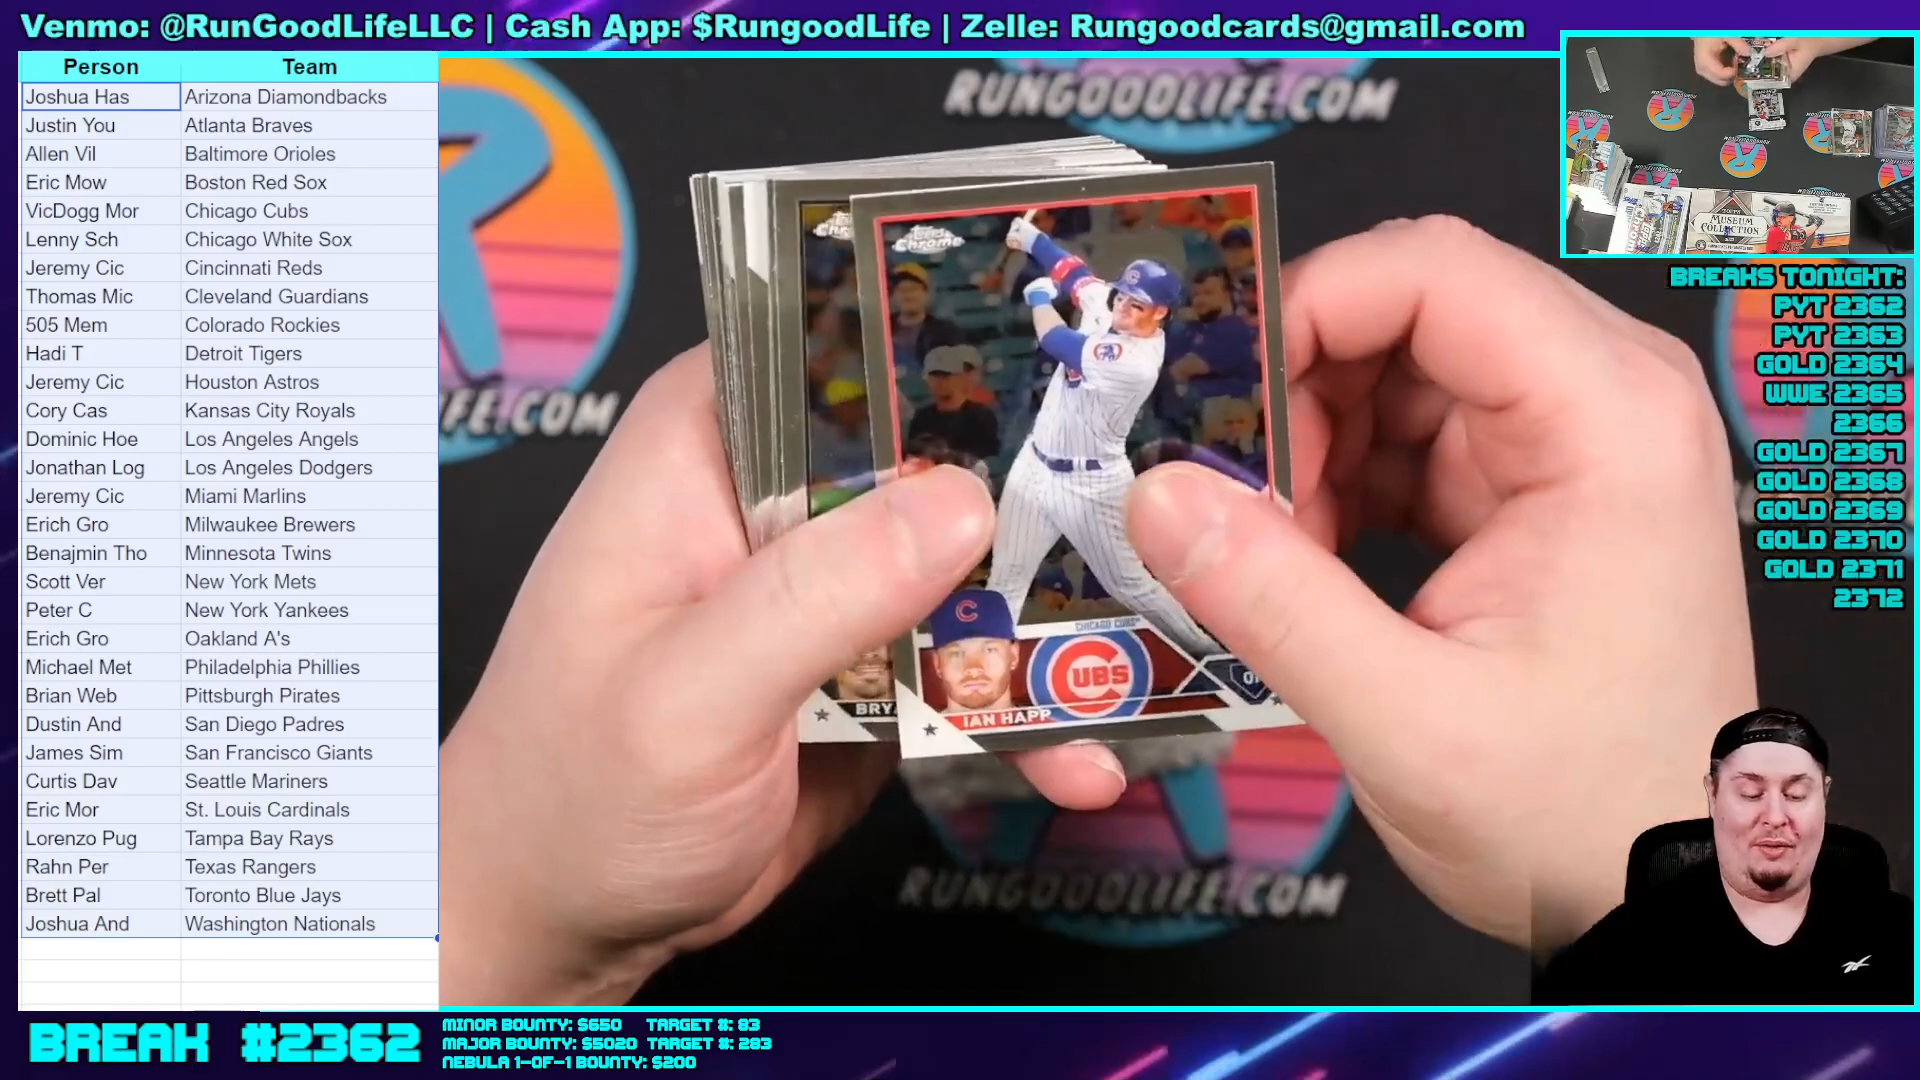 Venmo: @RunGoodLifeLLC | Cash App: $RungoodLife | Zelle: Rungoodcards@gmail.com
Person Team
Joshua Has Arizona Diamondbacks
Justin You Atlanta Braves
Allen Vil Baltimore Orioles
Eric Mow Boston Red Sox
VicDogg Mor Chicago Cubs
Lenny Sch Chicago White Sox
Jeremy Cic Cincinnati Reds
Thomas Mic Cleveland Guardians
505 Mem Colorado Rockies
Hadi T Detroit Tigers
Jeremy Cic Houston Astros
Cory Cas Kansas City Royals
Dominic Hoe Los Angeles Angels
Jonathan Log Los Angeles Dodgers
Jeremy Cic Miami Marlins
Erich Gro Milwaukee Brewers
Benajmin Tho Minnesota Twins
Scott Ver New York Mets
Peter C New York Yankees
Erich Gro Oakland A's
Michael Met Philadelphia Phillies
Brian Web Pittsburgh Pirates
Dustin And San Diego Padres
James Sim San Francisco Giants
Curtis Dav Seattle Mariners
Eric Mor St. Louis Cardinals
Lorenzo Pug Tampa Bay Rays
Rahn Per Texas Rangers
Brett Pal Toronto Blue Jays
Joshua And Washington Nationals
RUNGOODLIFE.COM
FE.COM
Topps
Chrome
CHICAGO CUBS
CUBS
IAN HAPP
BRYA
RUNGOODLIFE.COM
MUSEUM
COLLECTION
BREAKS TONIGHT:
PYT 2362
PYT 2363
GOLD 2364
WWE 2365
2366
GOLD 2367
GOLD 2368
GOLD 2369
GOLD 2370
GOLD 2371
2372
BREAK #2362
MINOR BOUNTY: $650 TARGET #: 83
MAJOR BOUNTY: $5020 TARGET #: 283
NEBULA 1-OF-1 BOUNTY: $200